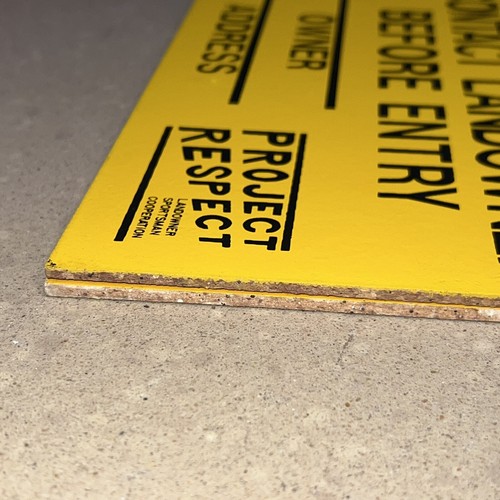 BEFORE ENTRY
OWNER
ADDRESS
PROJECT
RESPECT
LANDOWNER
SPORTSMAN
COOPERATION